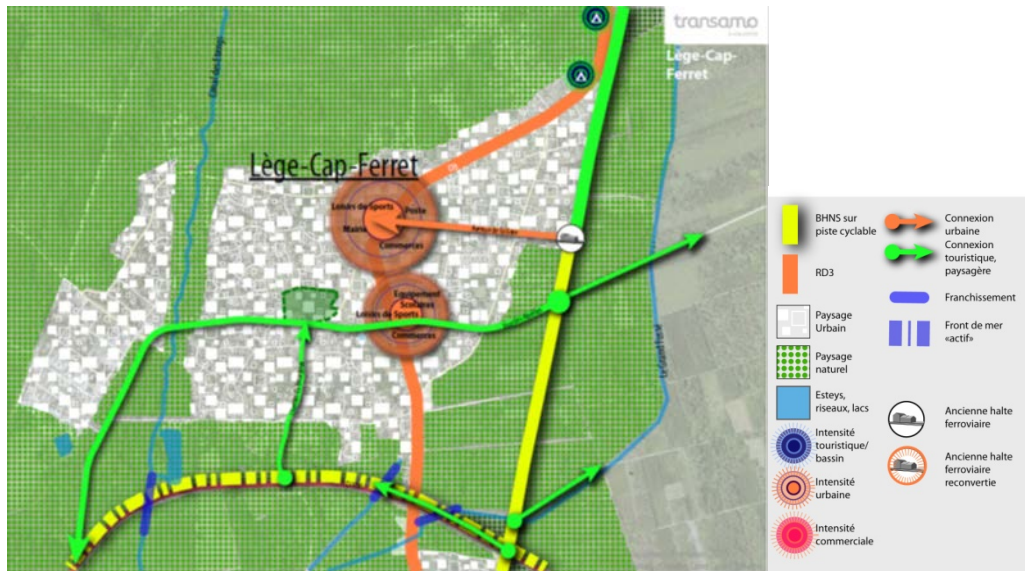 transamo
Lège-Cap-
Ferret
Lège-Cap-Ferret
Loisirs de Sports
Poste
Mairie
Commerces
Equipement
Scolaires
Loisirs de Sports
Commerces
BHNS sur
piste cyclable
RD3
Paysage
Urbain
Paysage
naturel
Esteys,
riseaux, lacs
Intensité
touristique/
bassin
Intensité
urbaine
Intensité
commerciale
Connexion
urbaine
Connexion
touristique,
paysagère
Franchissement
Front de mer
«actif»
Ancienne halte
ferroviaire
Ancienne halte
ferroviaire
reconvertie